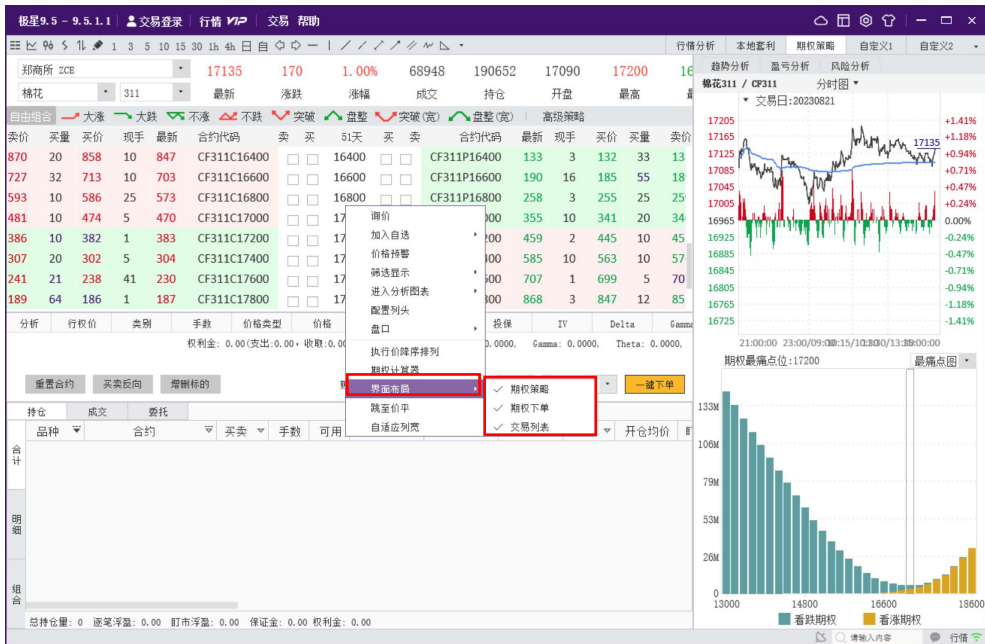 极星9.5 - 9.5.1.1 交易登录 行情 VIP 交易 帮助
1 3 5 10 15 30 1h 4h 日 自 行情分析 本地套利 期权策略 自定义1 自定义2
郑商所 ZCE 17135 170 1.00% 68948 190652 17090 17200 16
棉花 311 最新 涨跌 涨幅 成交 持仓 开盘 最高
趋势分析 盈亏分析 风险分析
棉花311 / CF311 分时图
交易日:20230821
自由组合 大涨 大跌 不涨 不跌 突破 盘整 突破(宽) 盘整(宽) 高级策略
卖价 买量 买价 现手 最新 合约代码 卖 买 51天 买 卖 合约代码 最新 现手 买价 买量 卖价
870 20 858 10 847 CF311C16400 16400 CF311P16400 133 3 132 33 13
727 32 713 10 703 CF311C16600 16600 CF311P16600 190 16 185 55 18
593 10 586 25 573 CF311C16800 16800 CF311P16800 258 3 255 25 25
481 10 474 5 470 CF311C17000 17 000 355 10 341 20 34
386 10 382 1 383 CF311C17200 17 200 459 2 445 10 45
307 20 302 5 304 CF311C17400 17 400 585 10 563 10 57
241 21 238 41 230 CF311C17600 17 600 707 1 699 5 70
189 64 186 1 187 CF311C17800 17 800 868 3 847 12 85
询价
加入自选
价格预警
筛选显示
进入分析图表
配置列头
盘口
执行价降序排列
期权计算器
界面布局
跳至价平
自适应列宽
期权策略
期权下单
交易列表
分析 行权价 类别 手数 价格类型 价格 投保 IV Delta Gamma
权利金: 0.00(支出:0.00, 收取:0.00 0.0000, Gamma: 0.0000, Theta: 0.0000,
重置合约 买卖反向 增删标的 一键下单
持仓 成交 委托
品种 合约 买卖 手数 可用 开仓均价
合计
明细
组合
总持仓量: 0 逐笔浮盈: 0.00 盯市浮盈: 0.00 保证金: 0.00 权利金: 0.00
17205 +1.41%
17165 +1.18%
17135
17125 +0.94%
17085 +0.71%
17045 +0.47%
17005 +0.24%
16965 0.00%
16925 -0.24%
16885 -0.47%
16845 -0.71%
16805 -0.94%
16765 -1.18%
16725 -1.41%
21:00:00 23:00/09:00
期权最痛点位:17200 最痛点图
133M
106M
79M
53M
26M
0
13000 14800 16600 18600
看跌期权 看涨期权
请输入内容 行情